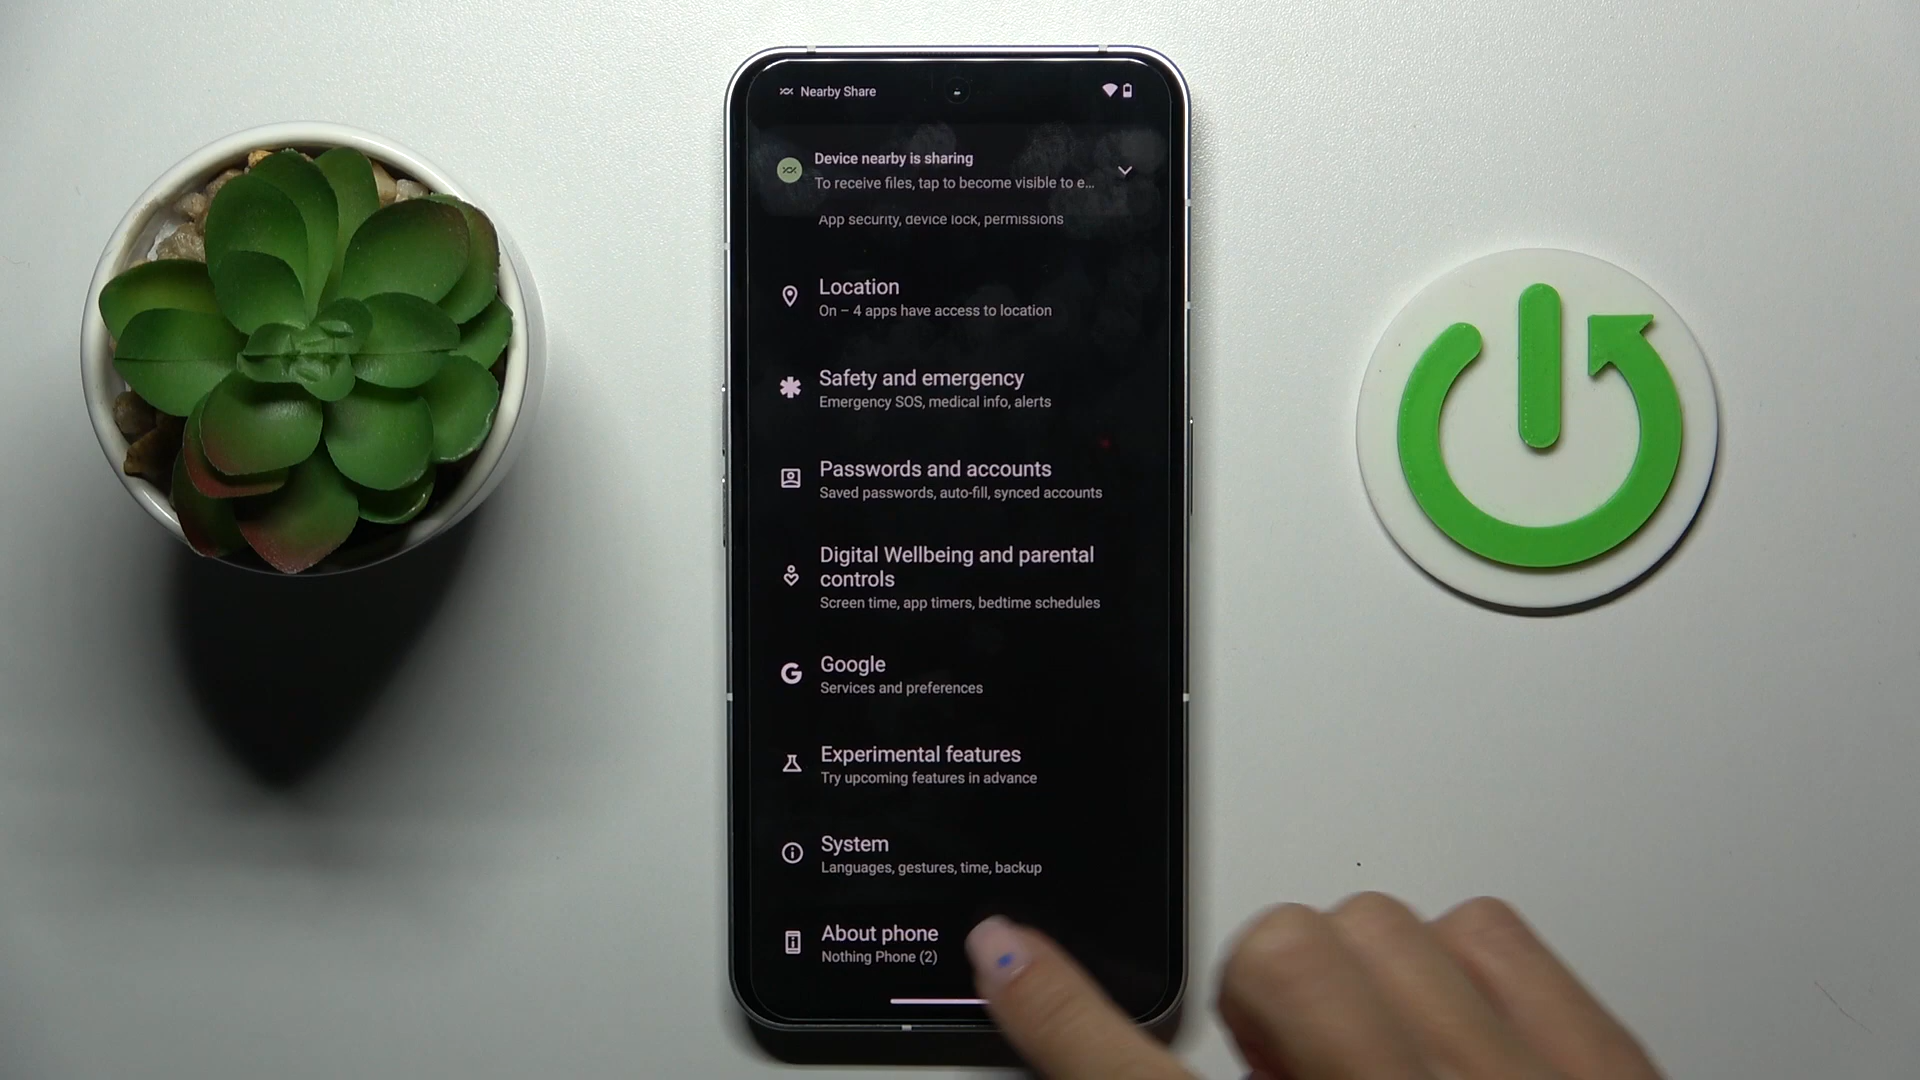 Nearby Share
Device nearby is sharing
To receive files, tap to become visible to e...
App security, device lock, permissions
Location
On – 4 apps have access to location
Safety and emergency
Emergency SOS, medical info, alerts
Passwords and accounts
Saved passwords, auto-fill, synced accounts
Digital Wellbeing and parental
controls
Screen time, app timers, bedtime schedules
Google
Services and preferences
Experimental features
Try upcoming features in advance
System
Languages, gestures, time, backup
About phone
Nothing Phone (2)